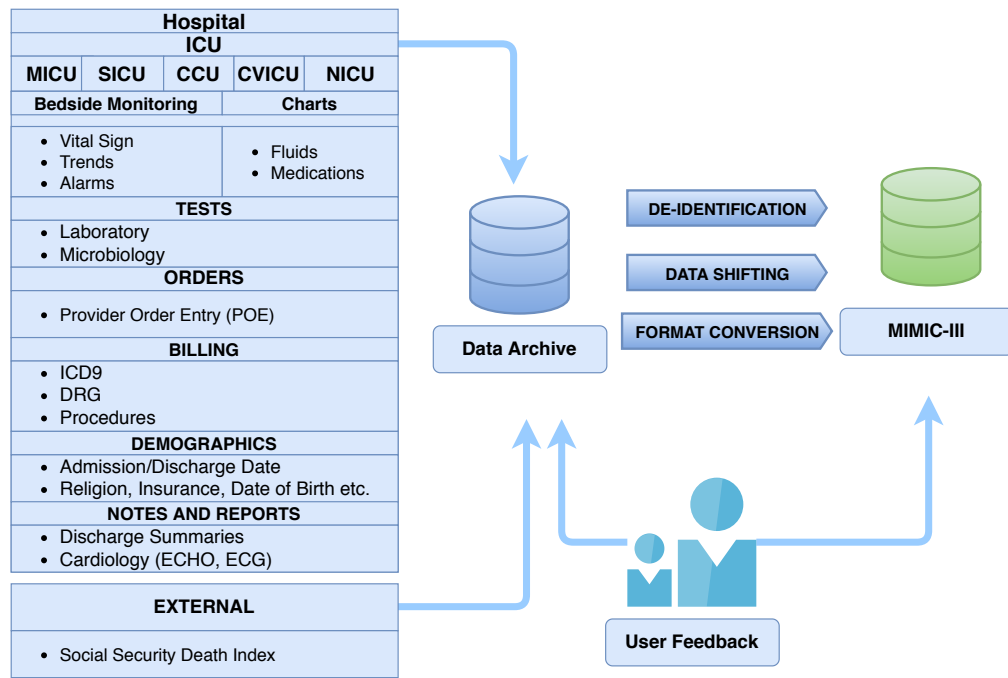 Hospital
ICU
MICU SICU CCU CVICU NICU
Bedside Monitoring Charts
• Vital Sign
• Trends
• Alarms
• Fluids
• Medications
TESTS
• Laboratory
• Microbiology
ORDERS
• Provider Order Entry (POE)
BILLING
• ICD9
• DRG
• Procedures
DEMOGRAPHICS
• Admission/Discharge Date
• Religion, Insurance, Date of Birth etc.
NOTES AND REPORTS
• Discharge Summaries
• Cardiology (ECHO, ECG)
EXTERNAL
• Social Security Death Index
Data Archive
DE-IDENTIFICATION
DATA SHIFTING
FORMAT CONVERSION
MIMIC-III
User Feedback